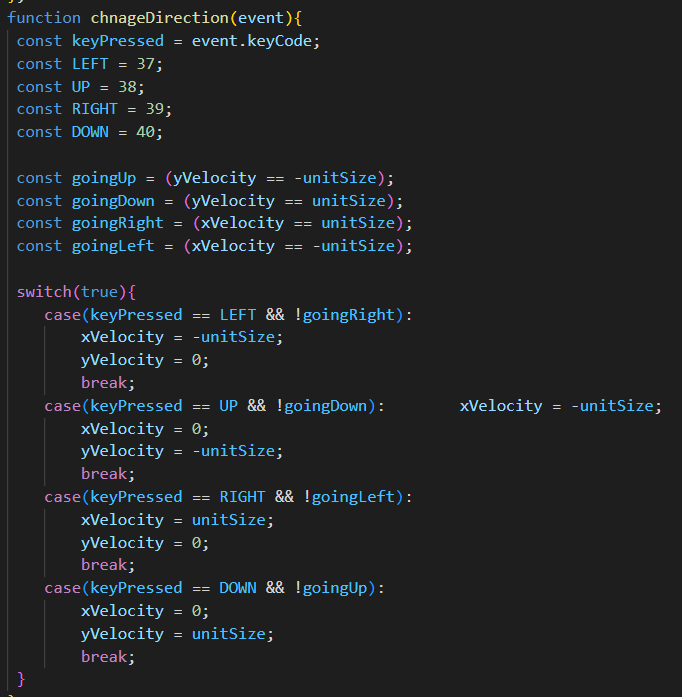 function chnageDirection(event){
const keyPressed = event.keyCode;
const LEFT = 37;
const UP = 38;
const RIGHT = 39;
const DOWN = 40;
const goingUp = (yVelocity == -unitSize);
const goingDown = (yVelocity == unitSize);
const goingRight = (xVelocity == unitSize);
const goingLeft = (xVelocity == -unitSize);
switch(true){
case(keyPressed == LEFT && !goingRight):
xVelocity = -unitSize;
yVelocity = 0;
break;
case(keyPressed == UP && !goingDown):        xVelocity = -unitSize;
xVelocity = 0;
yVelocity = -unitSize;
break;
case(keyPressed == RIGHT && !goingLeft):
xVelocity = unitSize;
yVelocity = 0;
break;
case(keyPressed == DOWN && !goingUp):
xVelocity = 0;
yVelocity = unitSize;
break;
}